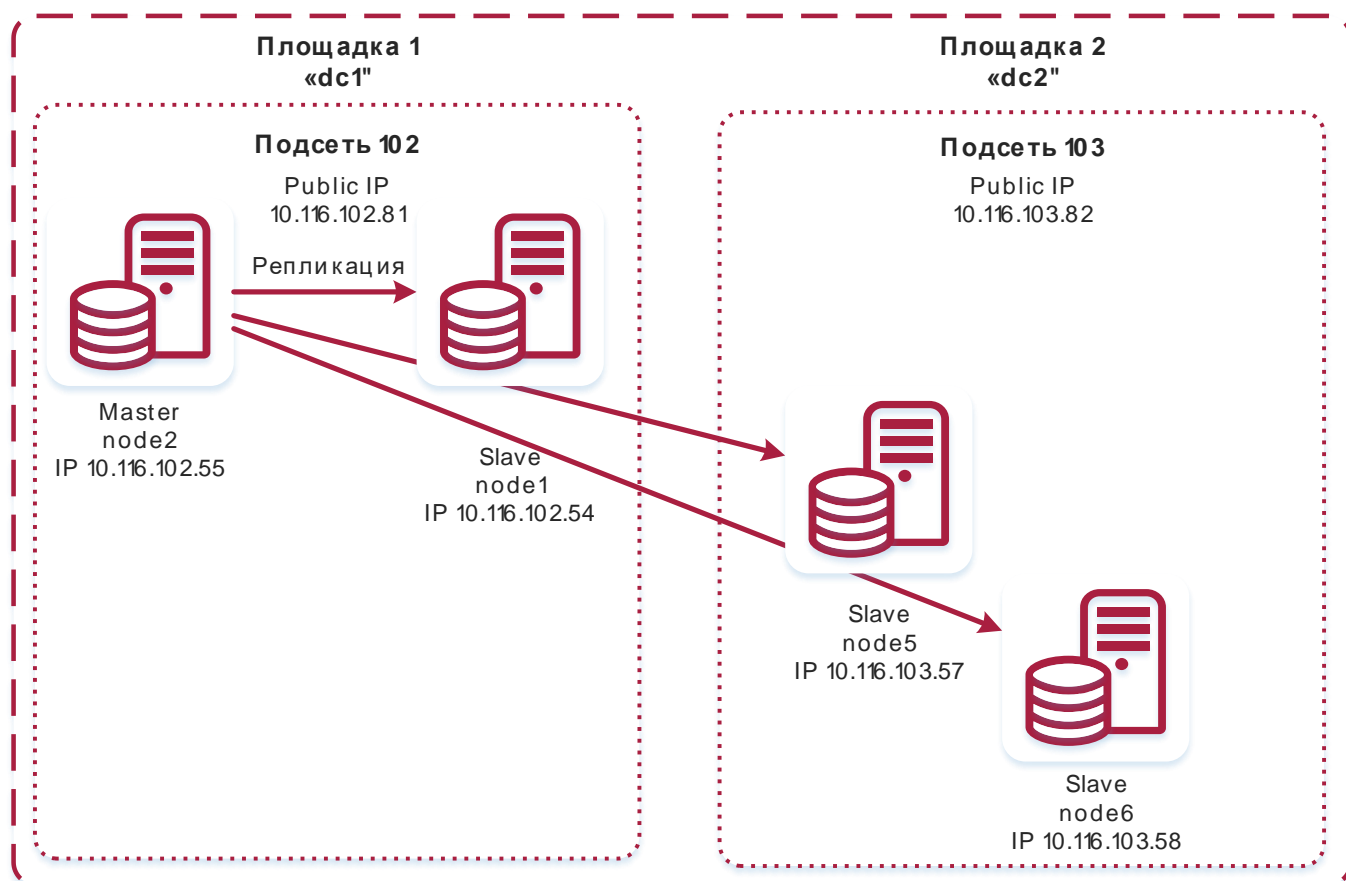 Площадка 1
«dc1"
Подсеть 102
Public IP
10.116.102.81
Репликация
Master
node2
IP 10.116.102.55
Slave
node1
IP 10.116.102.54
Площадка 2
«dc2"
Подсеть 103
Public IP
10.116.103.82
Slave
node5
IP 10.116.103.57
Slave
node6
IP 10.116.103.58